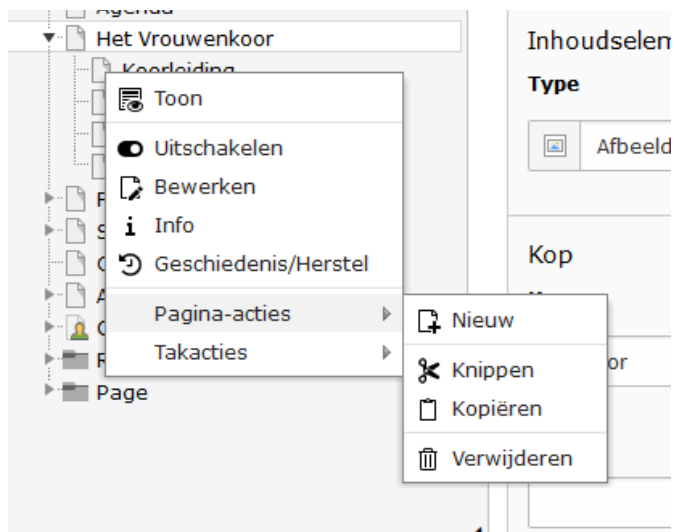 Agenda
Het Vrouwenkoor
Koorleiding
Toon
Uitschakelen
Bewerken
Info
Geschiedenis/Herstel
Pagina-acties
Takacties
Page
Nieuw
Knippen
Kopiëren
Verwijderen
Inhoudselem
Type
Afbeeld
Kop
or